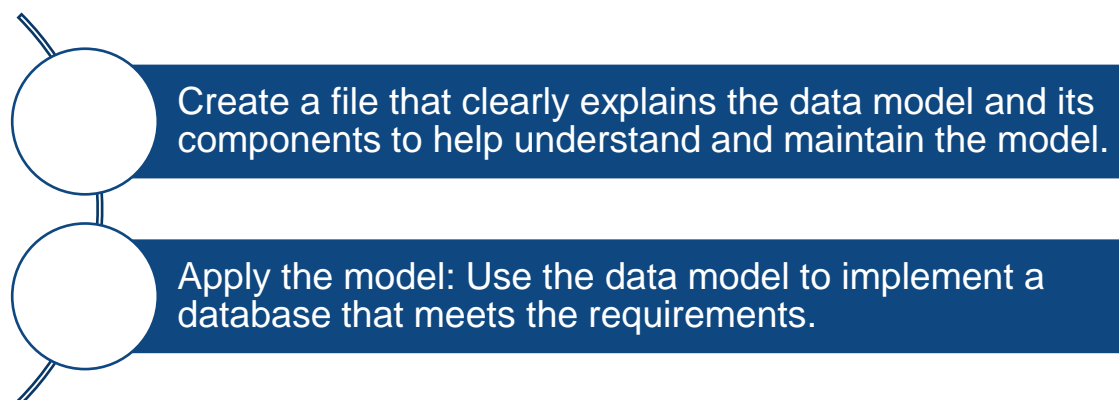 Create a file that clearly explains the data model and its
components to help understand and maintain the model.
Apply the model: Use the data model to implement a
database that meets the requirements.